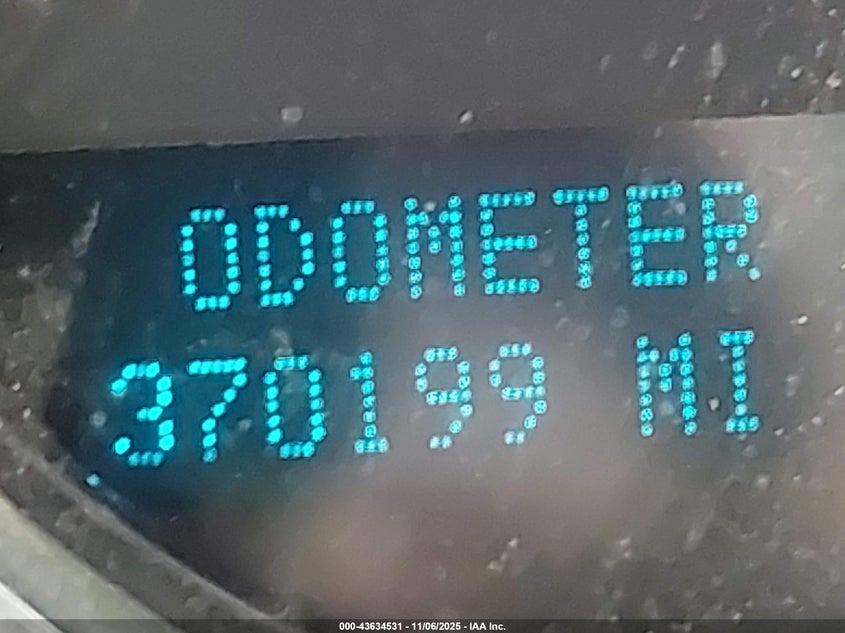 ODOMETER
370199 MI
000-43634531 - 11/06/2025 - IAA Inc.